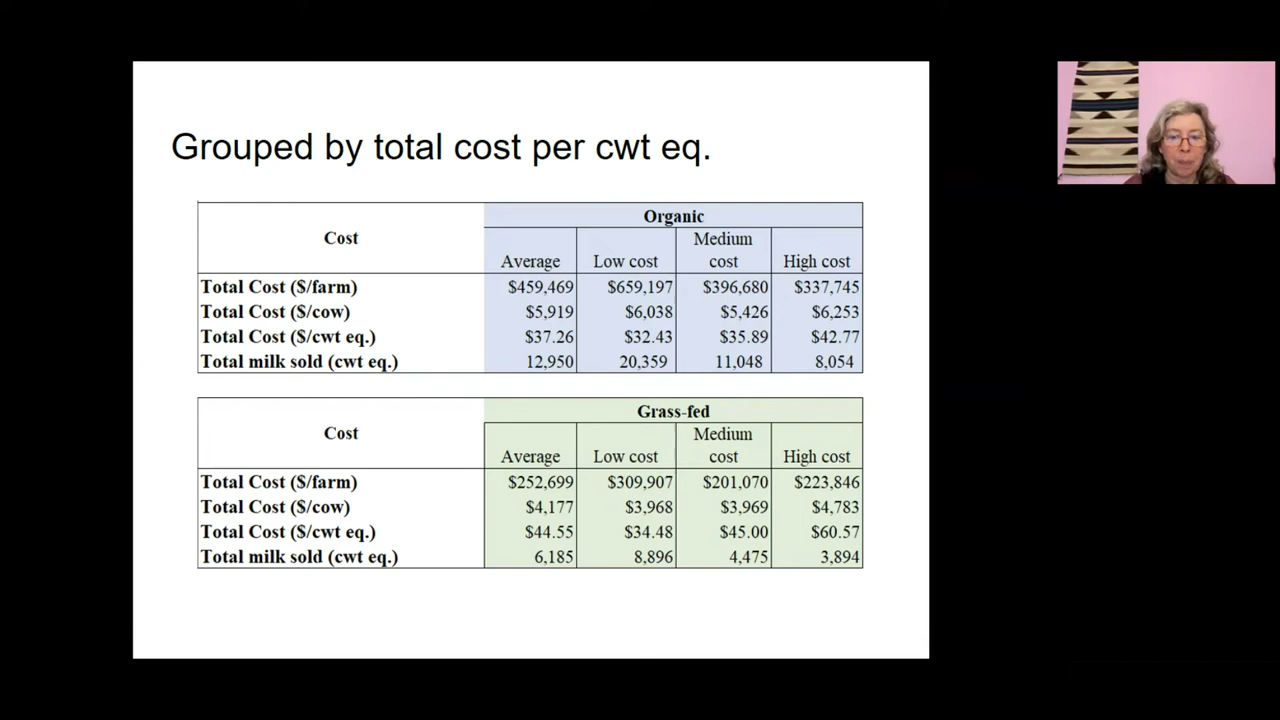 Grouped by total cost per cwt eq.
Cost Organic
Average Low cost Medium cost High cost
Total Cost ($/farm) $459,469 $659,197 $396,680 $337,745
Total Cost ($/cow) $5,919 $6,038 $5,426 $6,253
Total Cost ($/cwt eq.) $37.26 $32.43 $35.89 $42.77
Total milk sold (cwt eq.) 12,950 20,359 11,048 8,054
Cost Grass-fed
Average Low cost Medium cost High cost
Total Cost ($/farm) $252,699 $309,907 $201,070 $223,846
Total Cost ($/cow) $4,177 $3,968 $3,969 $4,783
Total Cost ($/cwt eq.) $44.55 $34.48 $45.00 $60.57
Total milk sold (cwt eq.) 6,185 8,896 4,475 3,894